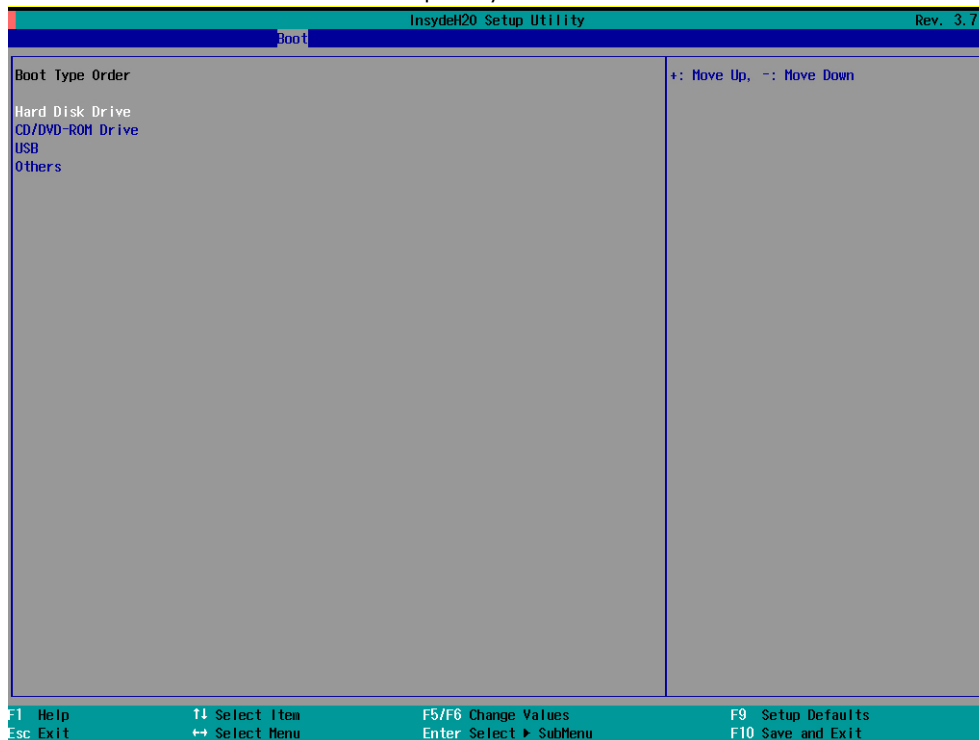 InsydeH20 Setup Utility Rev. 3.7
Boot
Boot Type Order
+: Move Up, -: Move Down
Hard Disk Drive
CD/DVD-ROM Drive
USB
Others
F1 Help ↑↓ Select Item F5/F6 Change Values F9 Setup Defaults
Esc Exit ↔ Select Menu Enter Select ▶ SubMenu F10 Save and Exit